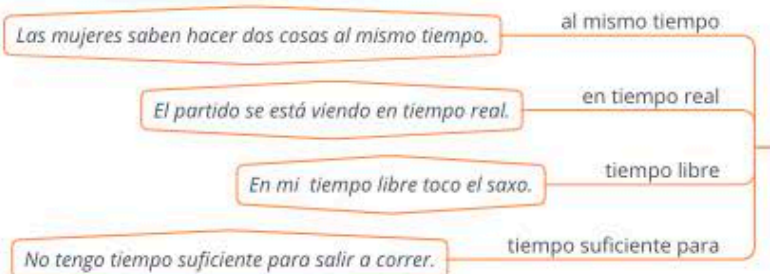 Las mujeres saben hacer dos cosas al mismo tiempo.
al mismo tiempo
El partido se está viendo en tiempo real.
en tiempo real
En mi tiempo libre toco el saxo.
tiempo libre
No tengo tiempo suficiente para salir a correr.
tiempo suficiente para